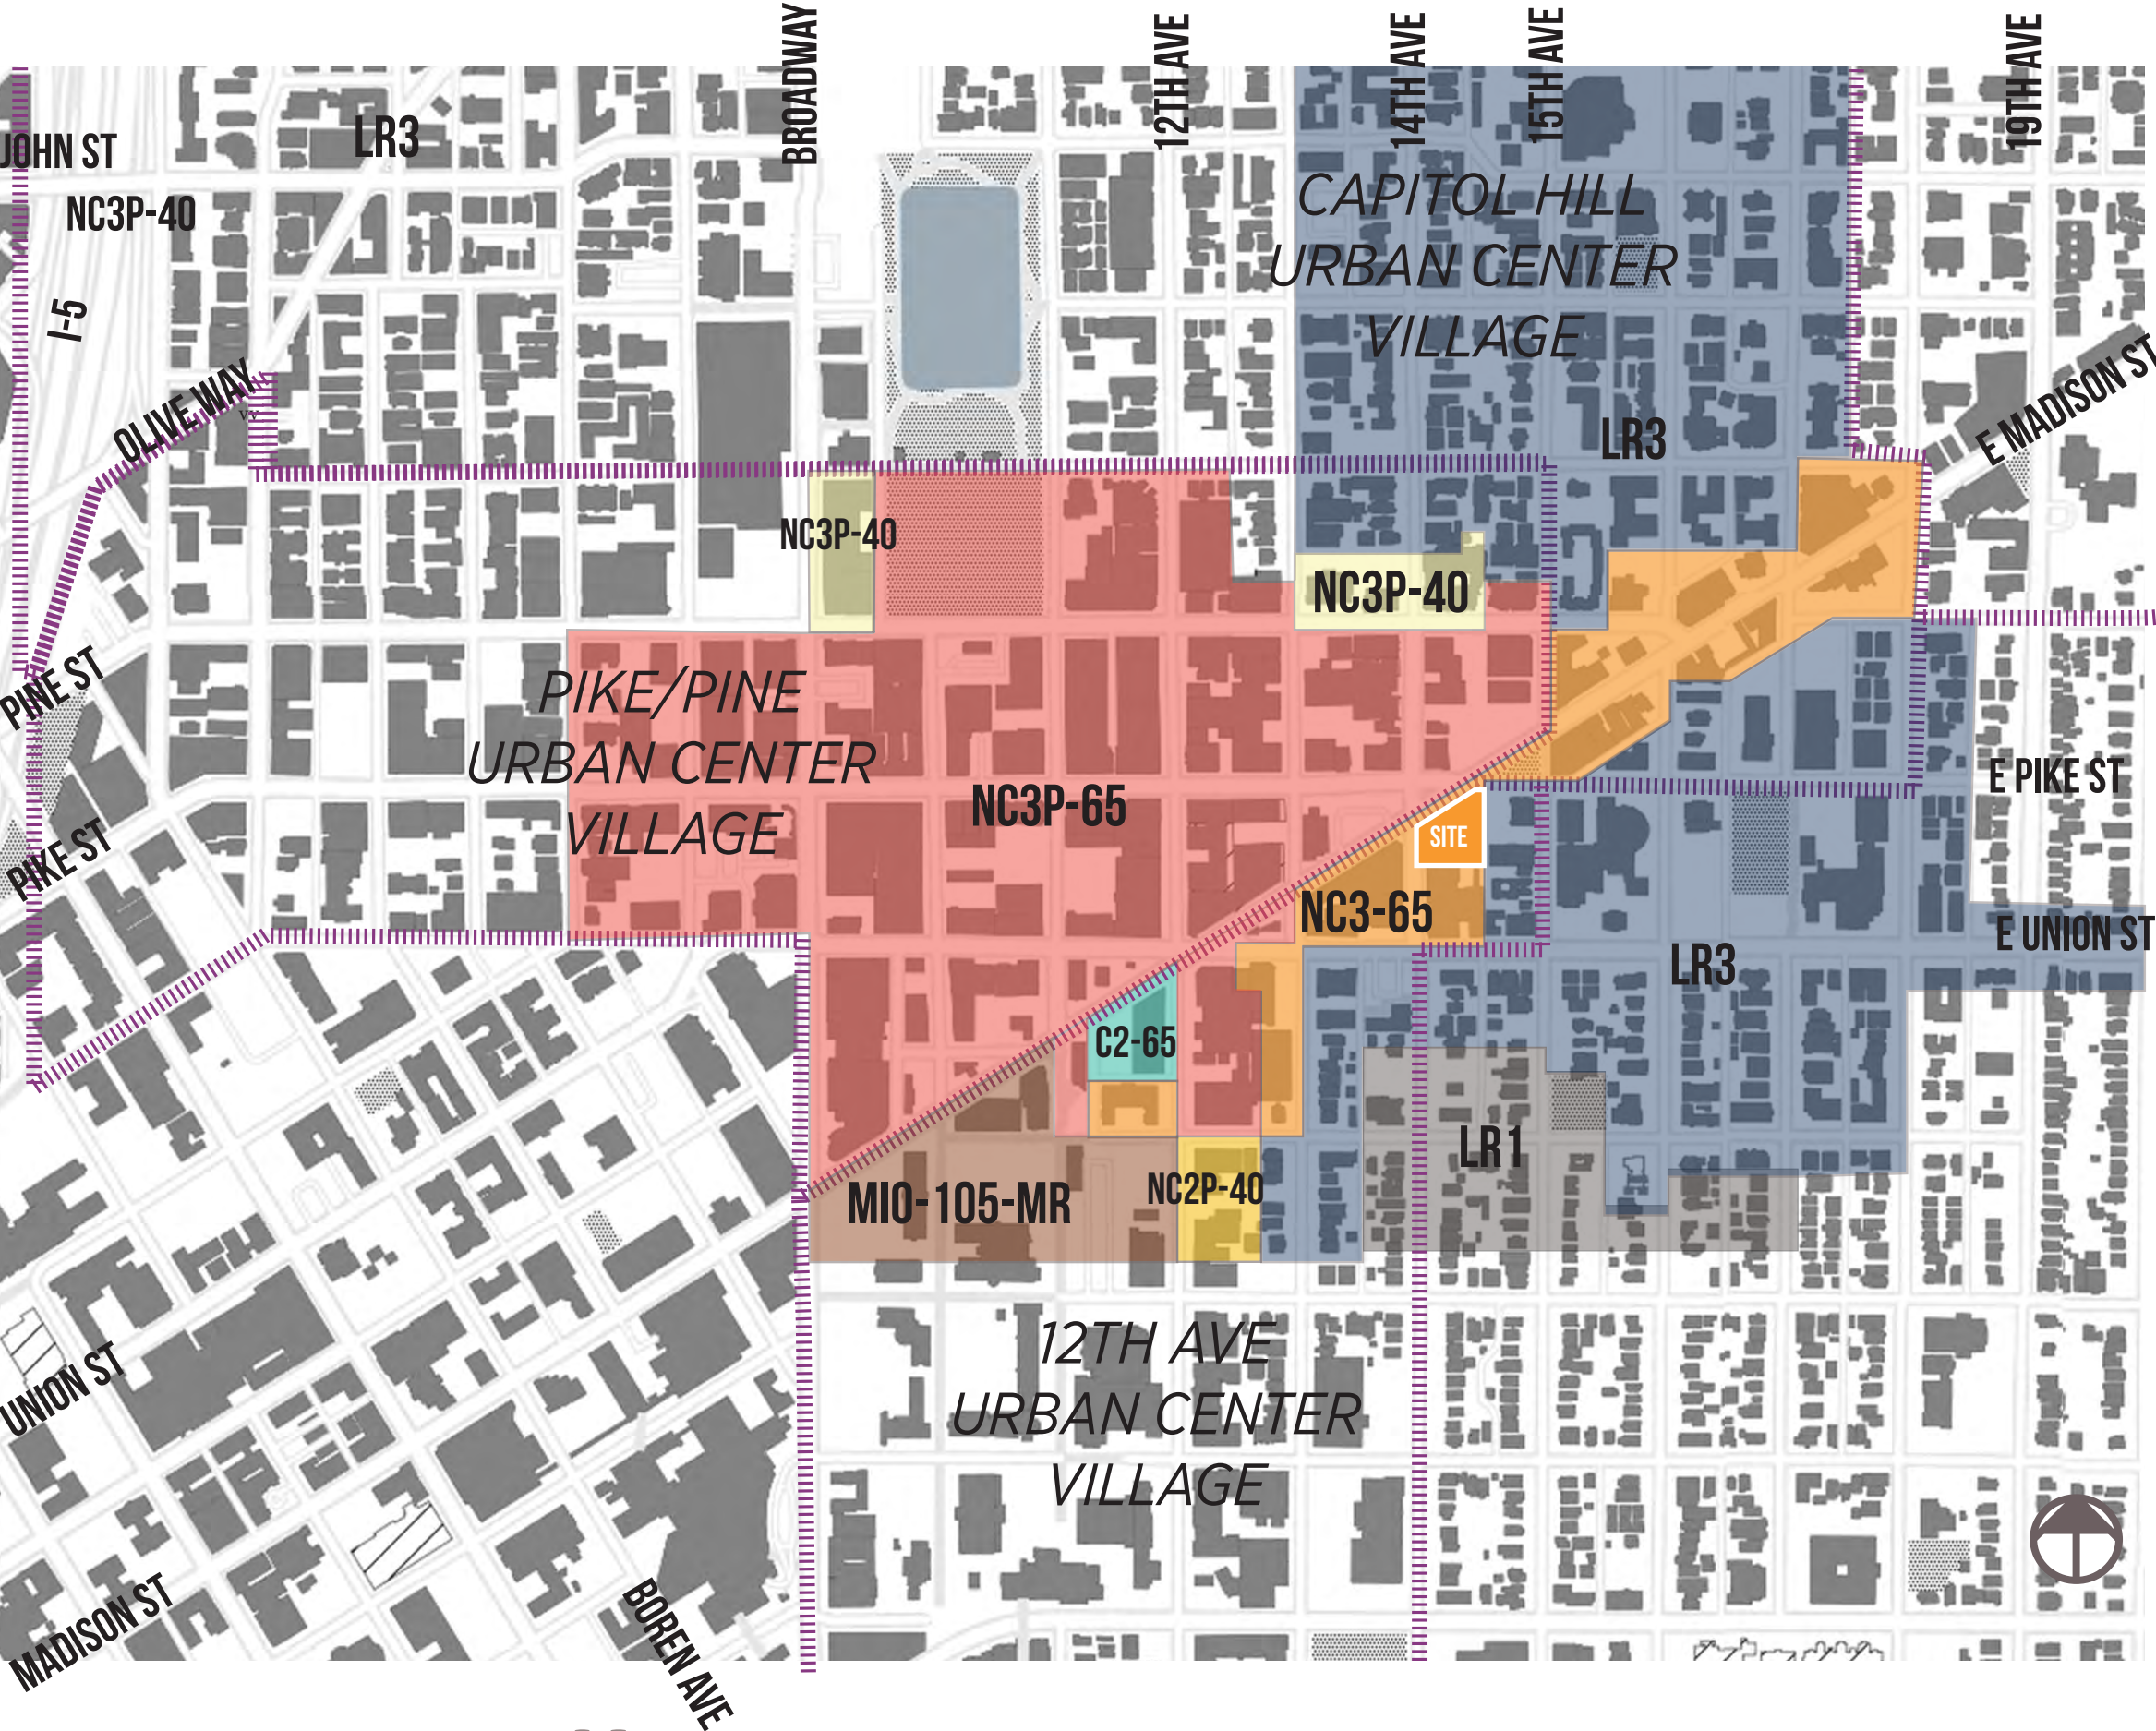 BROADWAY
12TH AVE
14TH AVE
15TH AVE
19TH AVE
JOHN ST
LR3
NC3P-40
I-5
CAPITOL HILL
URBAN CENTER
VILLAGE
OLIVE WAY
E MADISON ST
LR3
NC3P-40
NC3P-40
PINE ST
PIKE/PINE
URBAN CENTER
VILLAGE
NC3P-65
E PIKE ST
PIKE ST
SITE
NC3-65
E UNION ST
LR3
C2-65
LR1
NC2P-40
MIO-105-MR
12TH AVE
URBAN CENTER
VILLAGE
UNION ST
MADISON ST
BOREN AVE